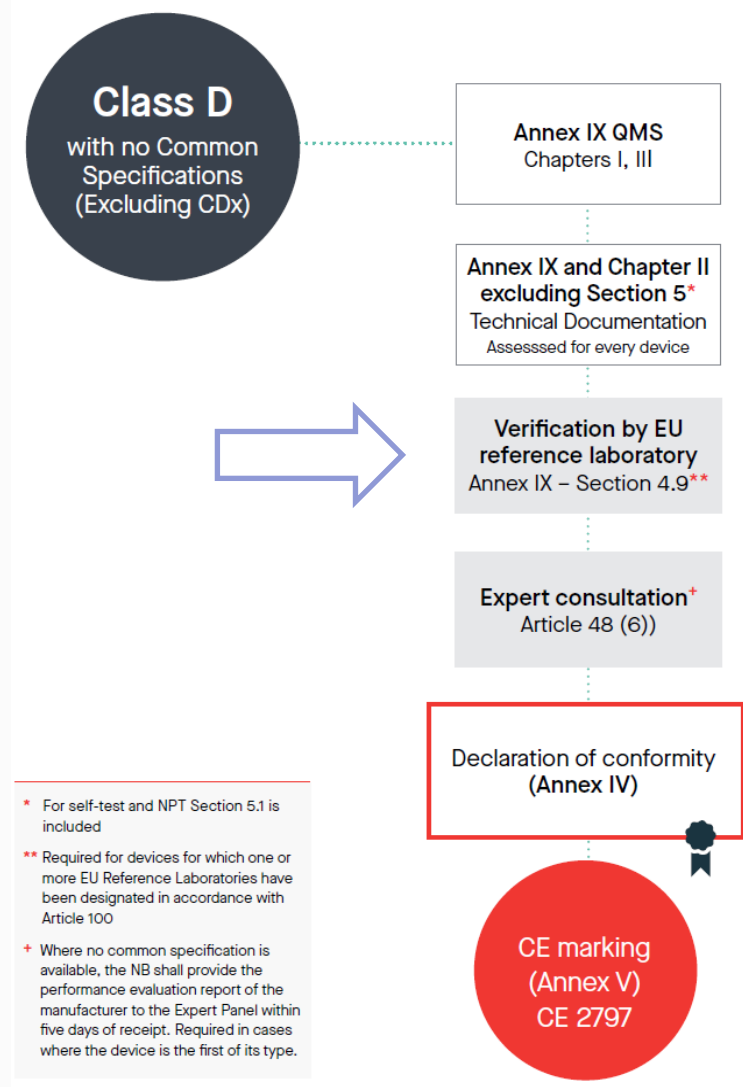 Class D
with no Common
Specifications
(Excluding CDx)
Annex IX QMS
Chapters I, III
Annex IX and Chapter II
excluding Section 5*
Technical Documentation
Assesssed for every device
Verification by EU
reference laboratory
Annex IX – Section 4.9**
Expert consultation+
Article 48 (6))
Declaration of conformity
(Annex IV)
CE marking
(Annex V)
CE 2797
* For self-test and NPT Section 5.1 is
included
** Required for devices for which one or
more EU Reference Laboratories have
been designated in accordance with
Article 100
+ Where no common specification is
available, the NB shall provide the
performance evaluation report of the
manufacturer to the Expert Panel within
five days of receipt. Required in cases
where the device is the first of its type.